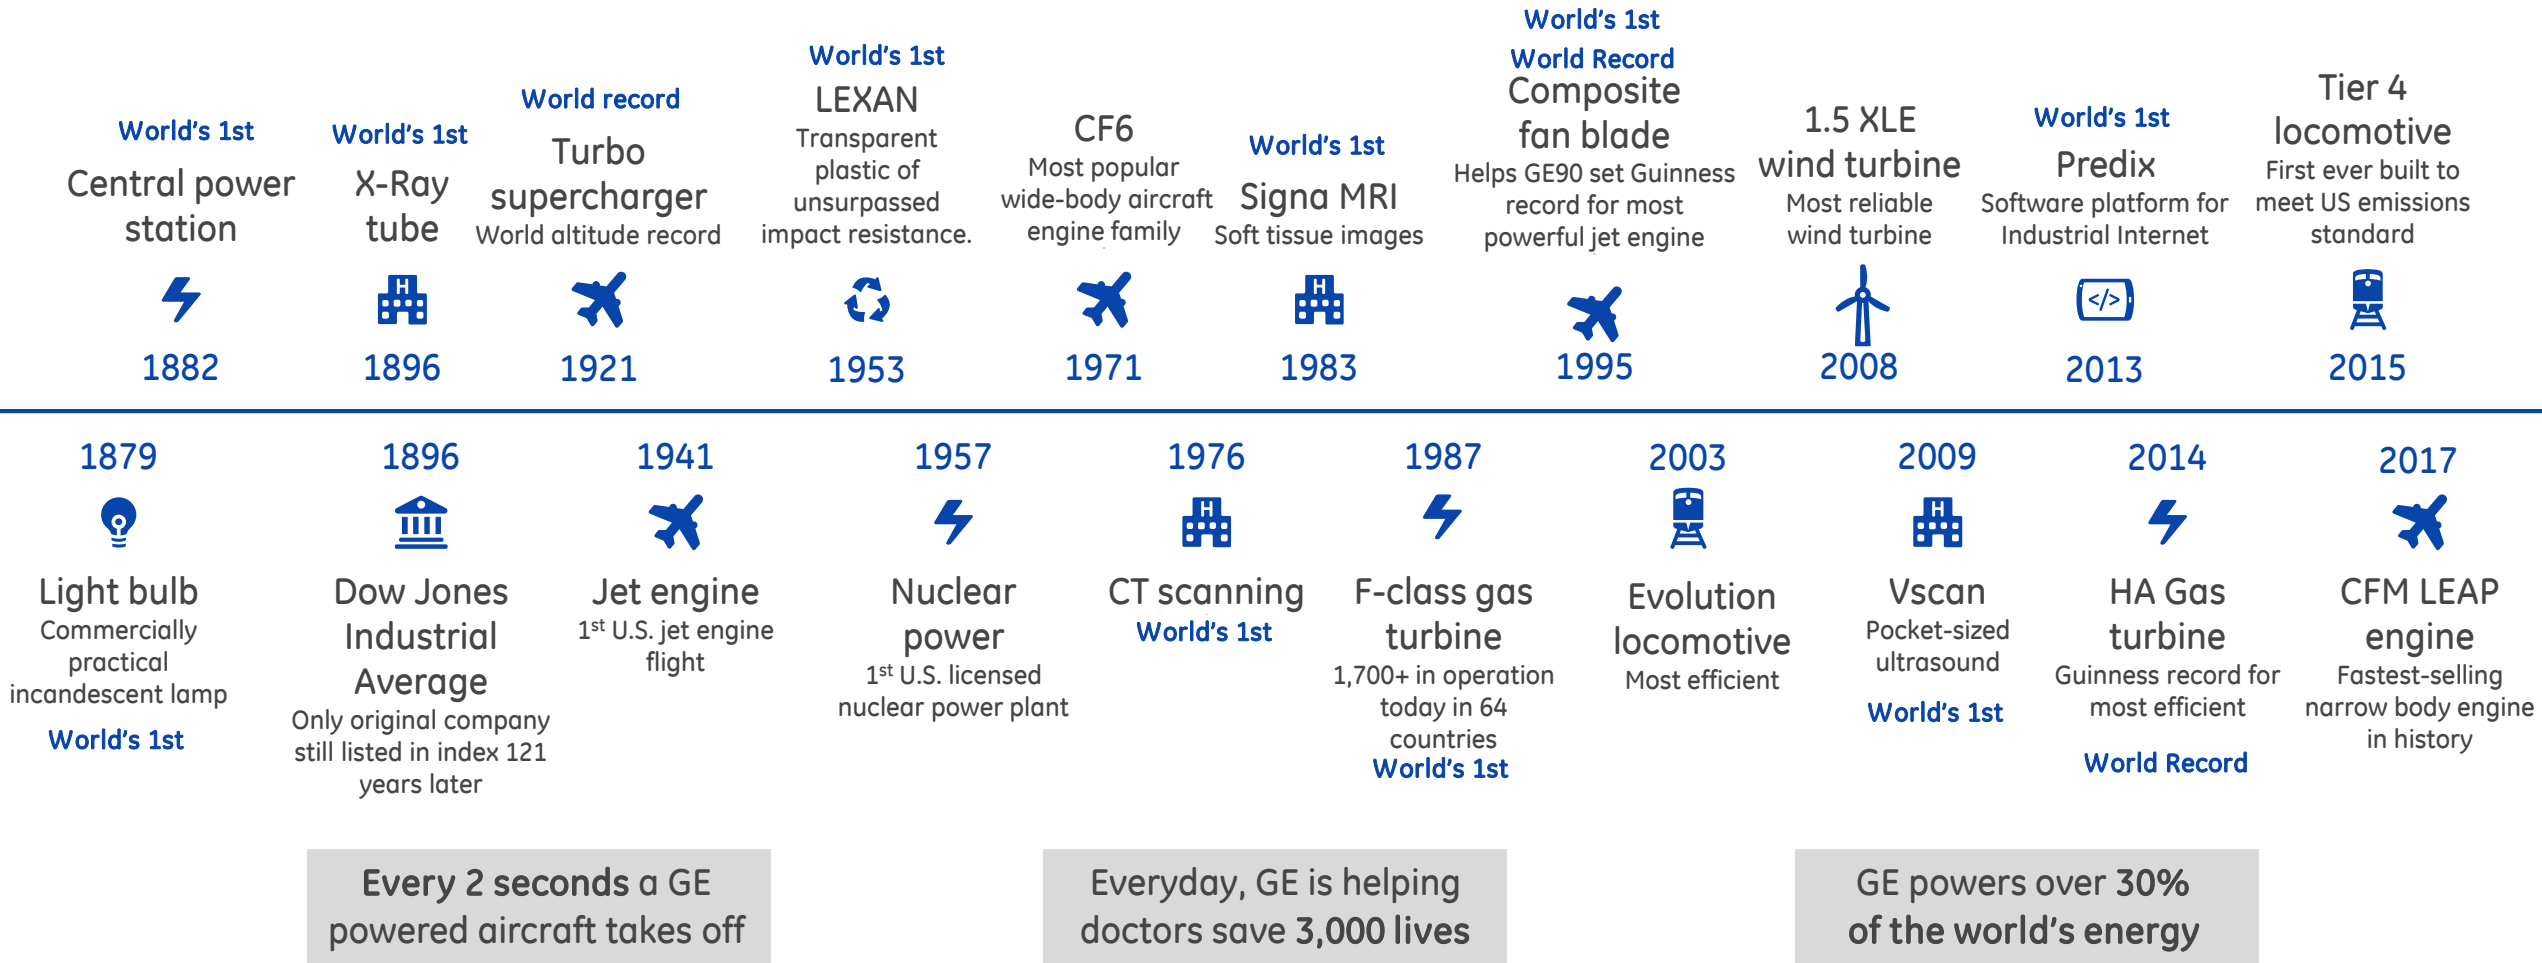 World's 1st
Central power
station
1882
World's 1st
X-Ray
tube
H
1896
World record
Turbo
supercharger
World altitude record
1921
World's 1st
LEXAN
Transparent
plastic of
unsurpassed
impact resistance.
1953
CF6
Most popular
wide-body aircraft
engine family
1971
World's 1st
Signa MRI
Soft tissue images
H
1983
World's 1st
World Record
Composite
fan blade
Helps GE90 set Guinness
record for most
powerful jet engine
1995
1.5 XLE
wind turbine
Most reliable
wind turbine
2008
World's 1st
Predix
Software platform for
Industrial Internet
</>
2013
Tier 4
locomotive
First ever built to
meet US emissions
standard
2015
1879
Light bulb
Commercially
practical
incandescent lamp
World's 1st
1896
Dow Jones
Industrial
Average
Only original company
still listed in index 121
years later
1941
Jet engine
1st U.S. jet engine
flight
1957
Nuclear
power
1st U.S. licensed
nuclear power plant
1976
H
CT scanning
World's 1st
1987
F-class gas
turbine
1,700+ in operation
today in 64
countries
World's 1st
2003
Evolution
locomotive
Most efficient
2009
H
Vscan
Pocket-sized
ultrasound
World's 1st
2014
HA Gas
turbine
Guinness record for
most efficient
World Record
2017
CFM LEAP
engine
Fastest-selling
narrow body engine
in history
Every 2 seconds a GE
powered aircraft takes off
Everyday, GE is helping
doctors save 3,000 lives
GE powers over 30%
of the world's energy